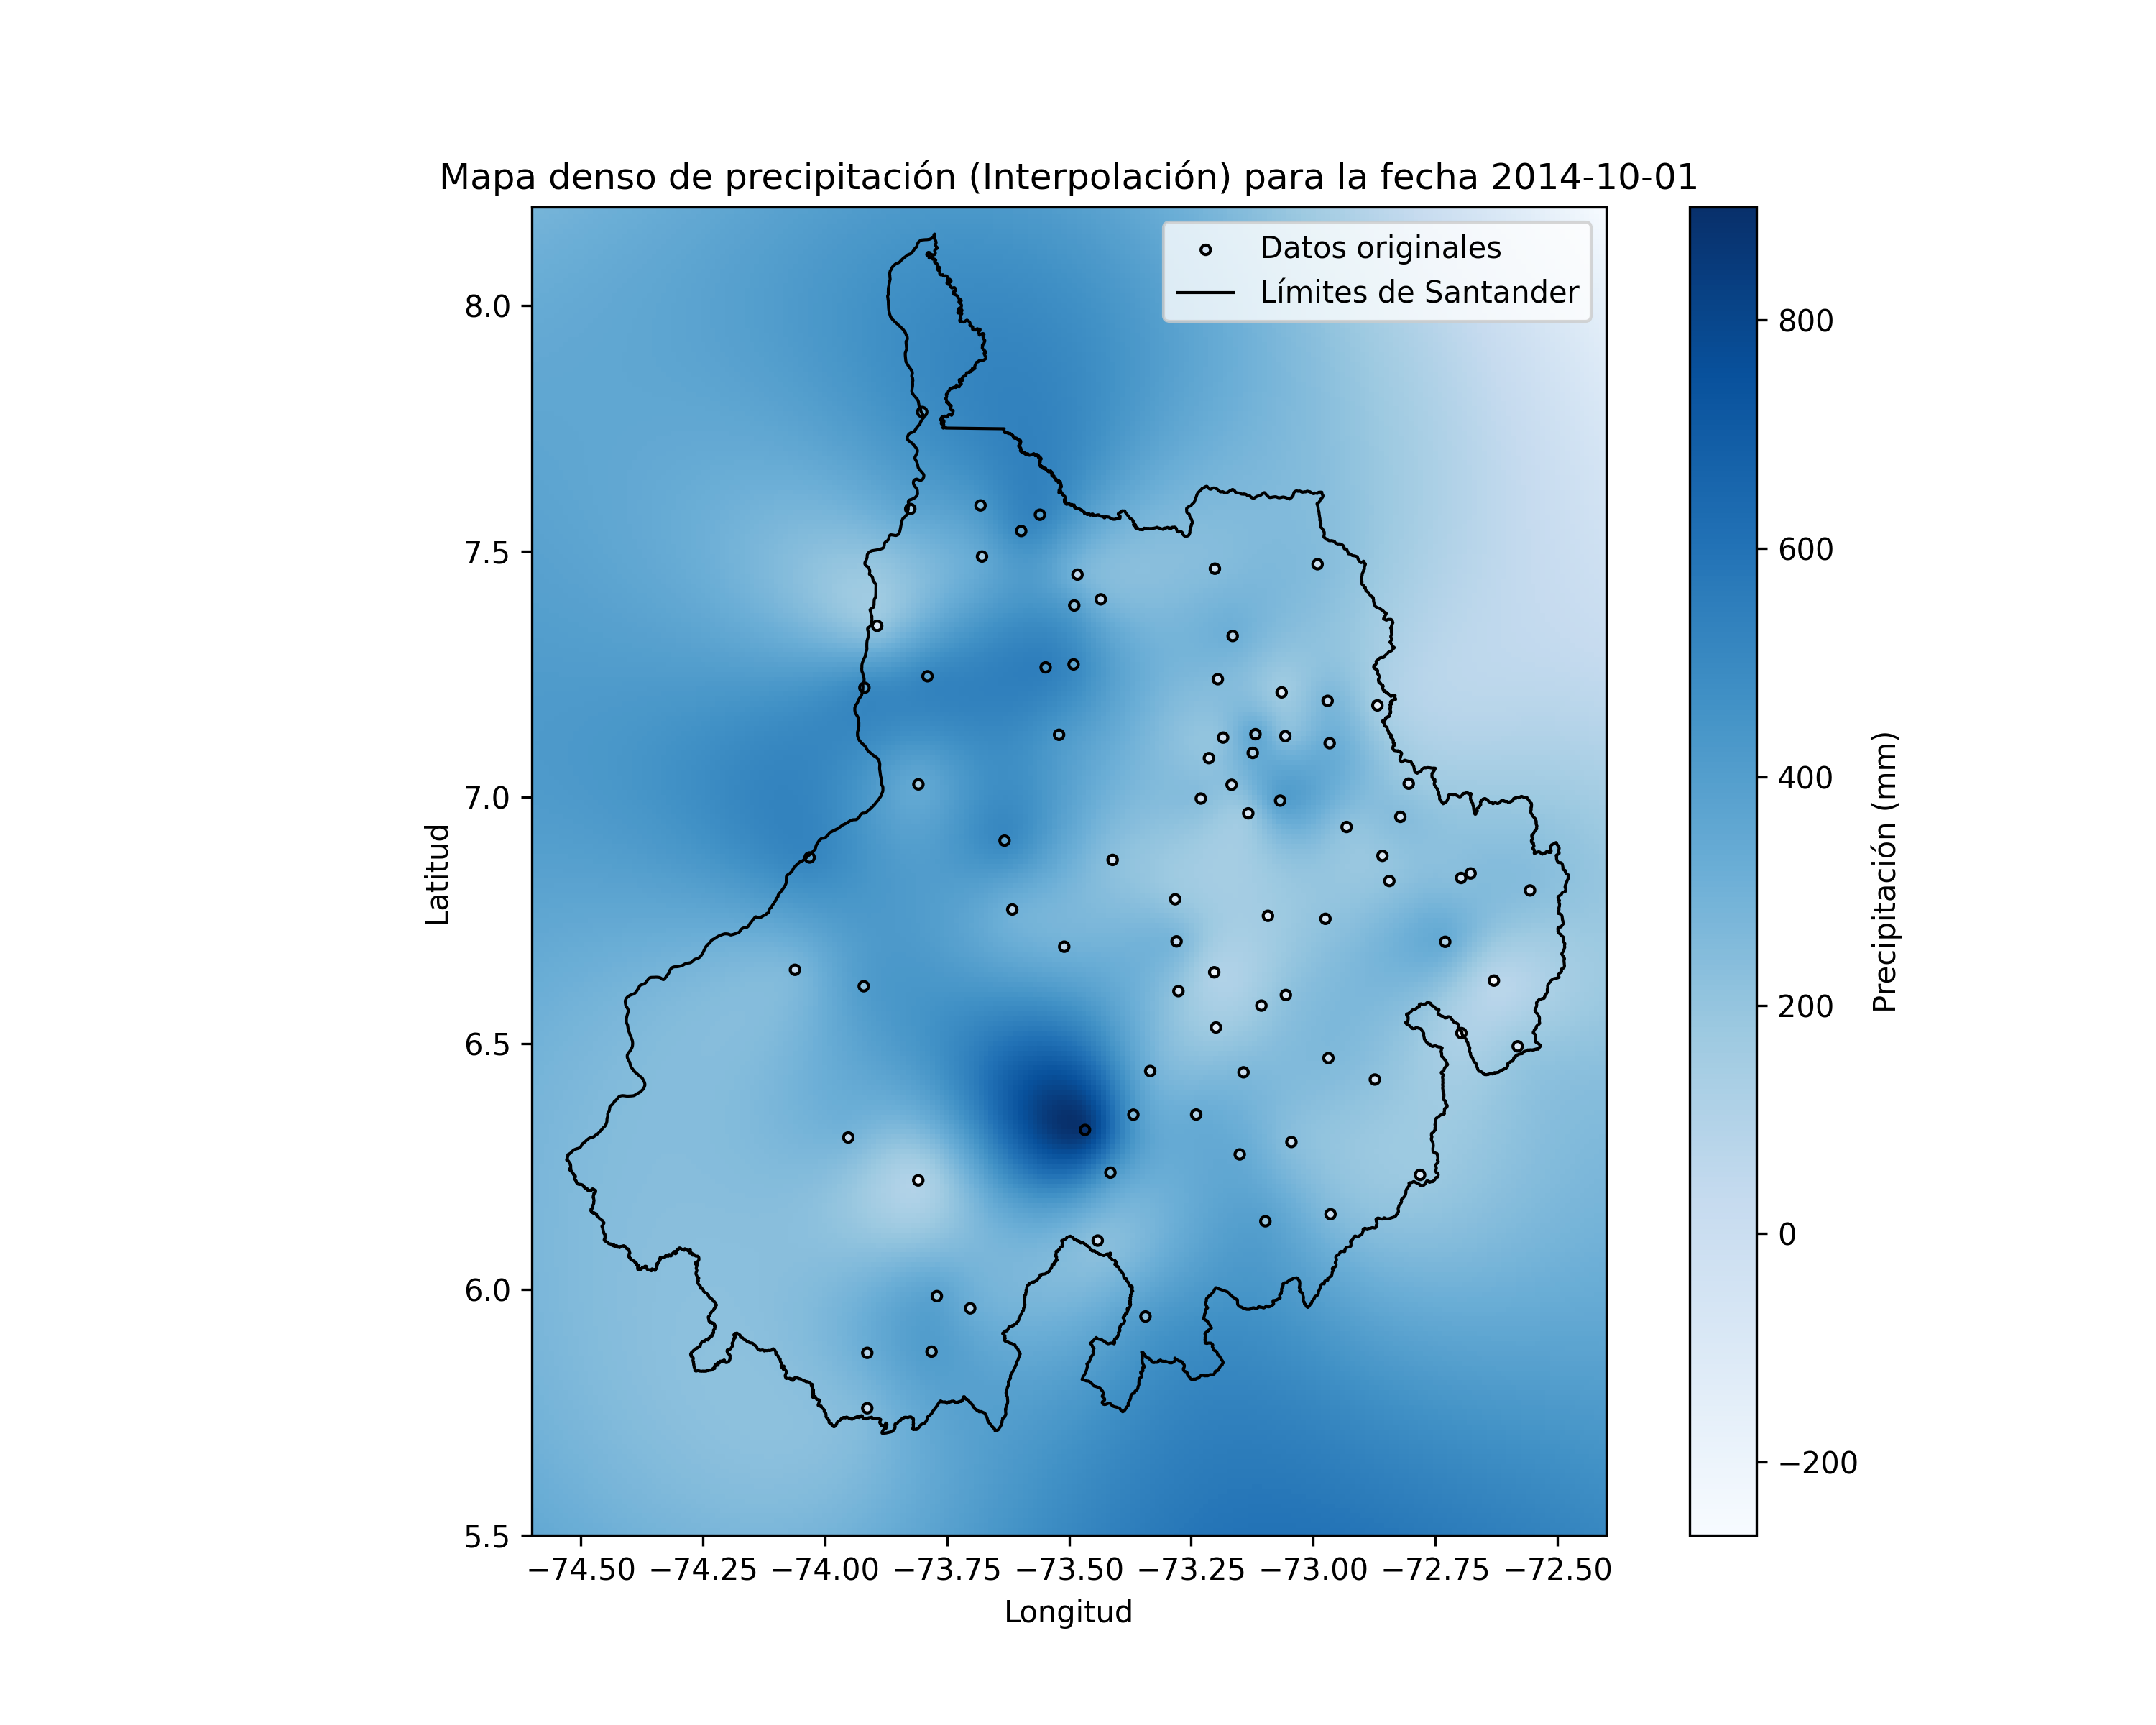 Mapa denso de precipitación (Interpolación) para la fecha 2014-10-01
Datos originales
Límites de Santander
8.0
7.5
7.0
6.5
6.0
5.5
Latitud
−74.50 −74.25 −74.00 −73.75 −73.50 −73.25 −73.00 −72.75 −72.50
Longitud
800
600
400
200
0
−200
Precipitación (mm)